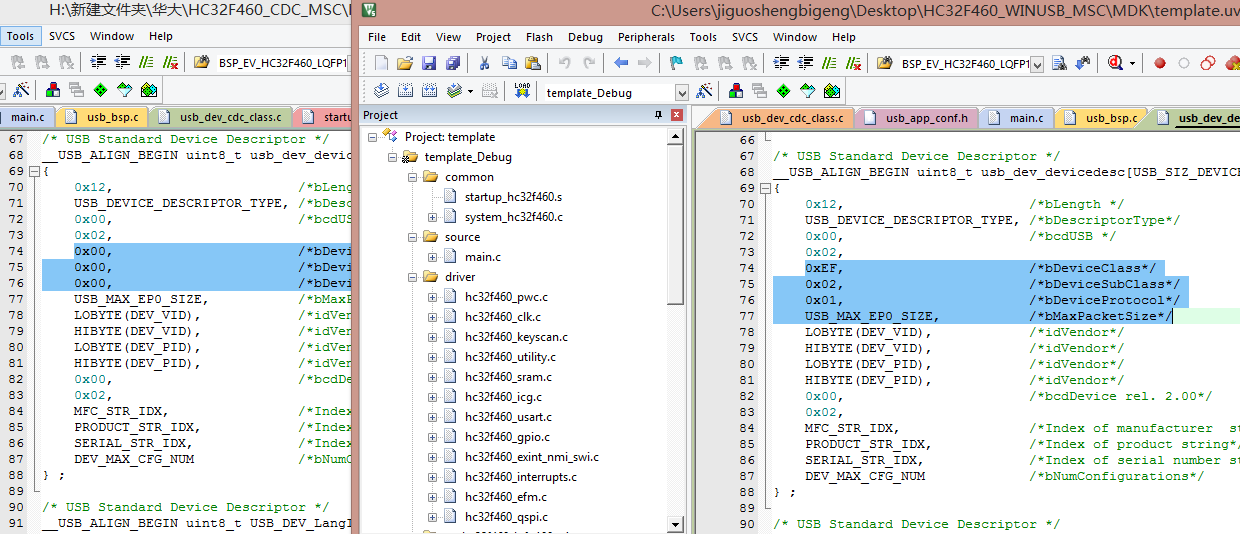 H:\新建文件夹\华大\HC32F460_CDC_MSC\
Tools SVCS Window Help
BSP_EV_HC32F460_LQFP1
main.c usb_bsp.c usb_dev_cdc_class.c startu
67 /* USB Standard Device Descriptor */
68 __USB_ALIGN_BEGIN uint8_t usb_dev_devic
69 {
70 0x12, /*bLeng
71 USB_DEVICE_DESCRIPTOR_TYPE, /*bDesc
72 0x00, /*bcdUS
73 0x02,
74 0x00, /*bDevi
75 0x00, /*bDevi
76 0x00, /*bDevi
77 USB_MAX_EP0_SIZE, /*bMaxP
78 LOBYTE(DEV_VID), /*idVen
79 HIBYTE(DEV_VID), /*idVen
80 LOBYTE(DEV_PID), /*idVen
81 HIBYTE(DEV_PID), /*idVen
82 0x00, /*bcdDe
83 0x02,
84 MFC_STR_IDX, /*Index
85 PRODUCT_STR_IDX, /*Index
86 SERIAL_STR_IDX, /*Index
87 DEV_MAX_CFG_NUM /*bNumC
88 } ;
89
90 /* USB Standard Device Descriptor */
91 __USB_ALIGN_BEGIN uint8_t USB_DEV_LangI
C:\Users\jiguoshengbigeng\Desktop\HC32F460_WINUSB_MSC\MDK\template.uv
File Edit View Project Flash Debug Peripherals Tools SVCS Window Help
BSP_EV_HC32F460_LQFP1
LOAD template_Debug
Project
Project: template
template_Debug
common
startup_hc32f460.s
system_hc32f460.c
source
main.c
driver
hc32f460_pwc.c
hc32f460_clk.c
hc32f460_keyscan.c
hc32f460_utility.c
hc32f460_sram.c
hc32f460_icg.c
hc32f460_usart.c
hc32f460_gpio.c
hc32f460_exint_nmi_swi.c
hc32f460_interrupts.c
hc32f460_efm.c
hc32f460_qspi.c
usb_dev_cdc_class.c usb_app_conf.h main.c usb_bsp.c usb_dev_de
66
67 /* USB Standard Device Descriptor */
68 __USB_ALIGN_BEGIN uint8_t usb_dev_devicedesc[USB_SIZ_DEVICE
69 {
70 0x12, /*bLength */
71 USB_DEVICE_DESCRIPTOR_TYPE, /*bDescriptorType*/
72 0x00, /*bcdUSB */
73 0x02,
74 0xEF, /*bDeviceClass*/
75 0x02, /*bDeviceSubClass*/
76 0x01, /*bDeviceProtocol*/
77 USB_MAX_EP0_SIZE, /*bMaxPacketSize*/
78 LOBYTE(DEV_VID), /*idVendor*/
79 HIBYTE(DEV_VID), /*idVendor*/
80 LOBYTE(DEV_PID), /*idVendor*/
81 HIBYTE(DEV_PID), /*idVendor*/
82 0x00, /*bcdDevice rel. 2.00*/
83 0x02,
84 MFC_STR_IDX, /*Index of manufacturer st
85 PRODUCT_STR_IDX, /*Index of product string*/
86 SERIAL_STR_IDX, /*Index of serial number st
87 DEV_MAX_CFG_NUM /*bNumConfigurations*/
88 } ;
89
90 /* USB Standard Device Descriptor */